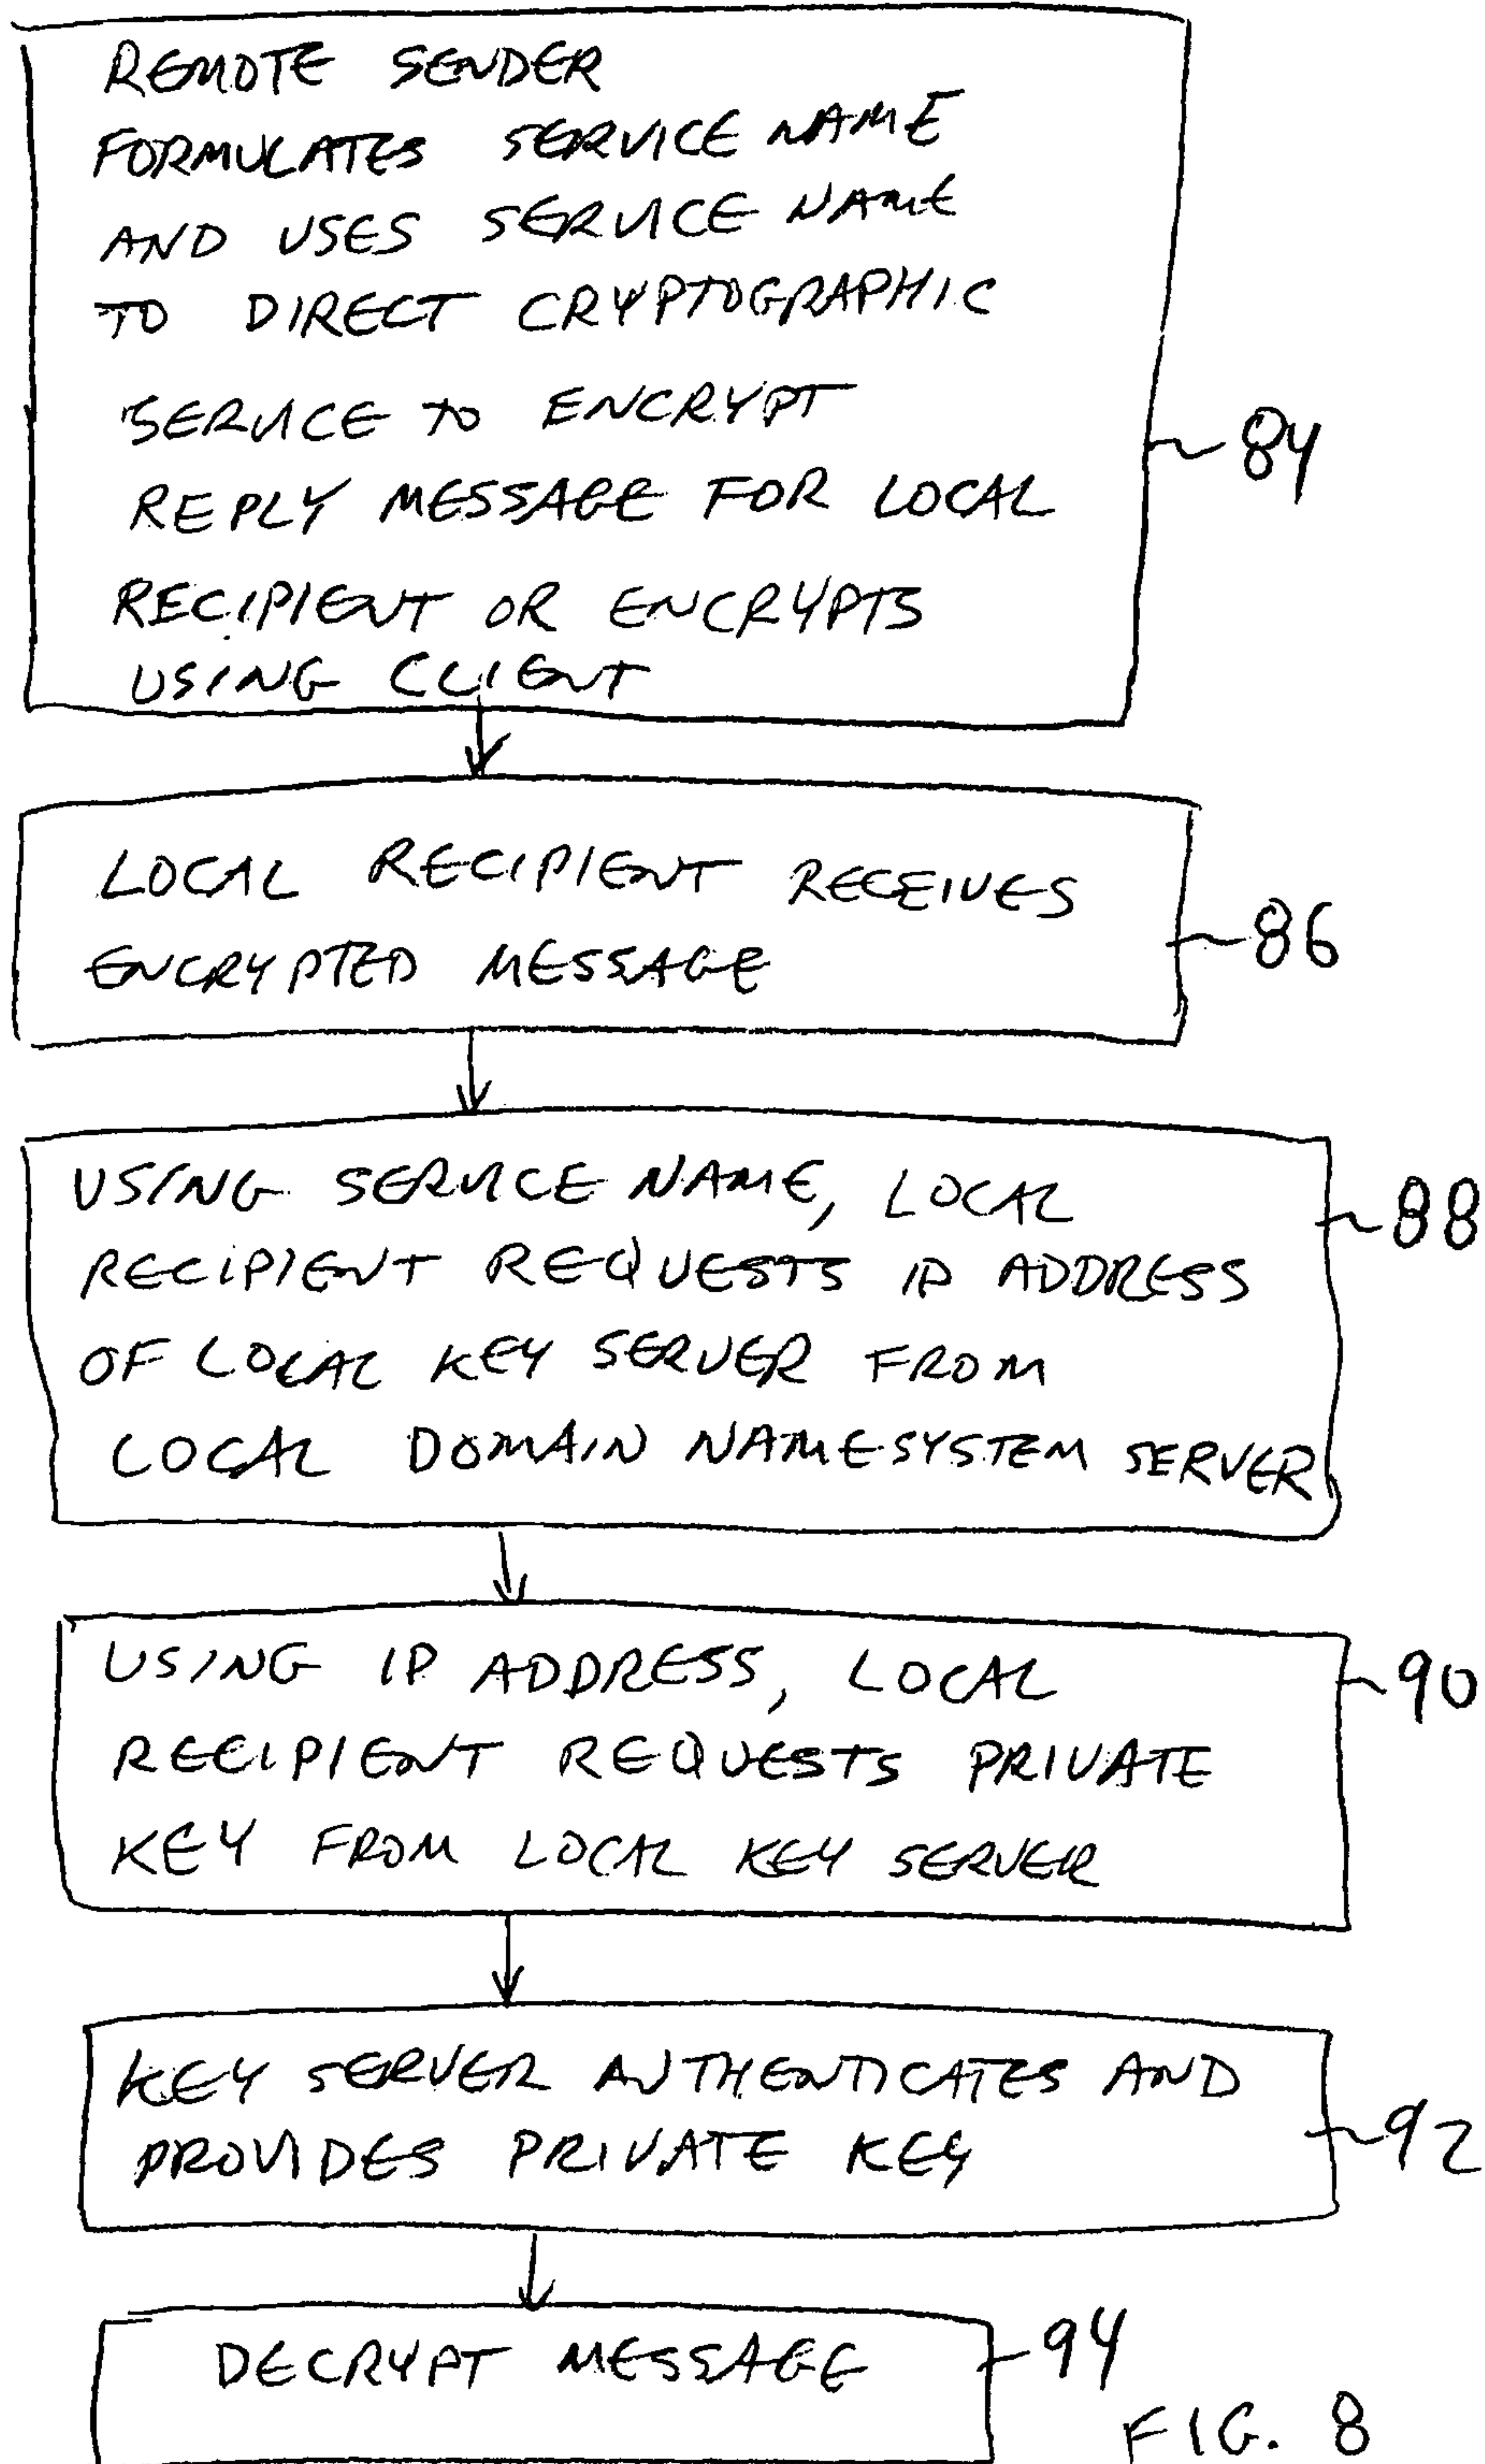 REMOTE SENDER
FORMULATES SERVICE NAME
AND USES SERVICE NAME
TO DIRECT CRYPTOGRAPHIC
SERVICE TO ENCRYPT
REPLY MESSAGE FOR LOCAL
RECIPIENT OR ENCRYPTS
USING CLIENT
84
LOCAL RECIPIENT RECEIVES
ENCRYPTED MESSAGE
86
USING SERVICE NAME, LOCAL
RECIPIENT REQUESTS IP ADDRESS
OF LOCAL KEY SERVER FROM
LOCAL DOMAIN NAME SYSTEM SERVER
88
USING IP ADDRESS, LOCAL
RECIPIENT REQUESTS PRIVATE
KEY FROM LOCAL KEY SERVER
90
KEY SERVER AUTHENTICATES AND
PROVIDES PRIVATE KEY
92
DECRYPT MESSAGE
94
FIG. 8